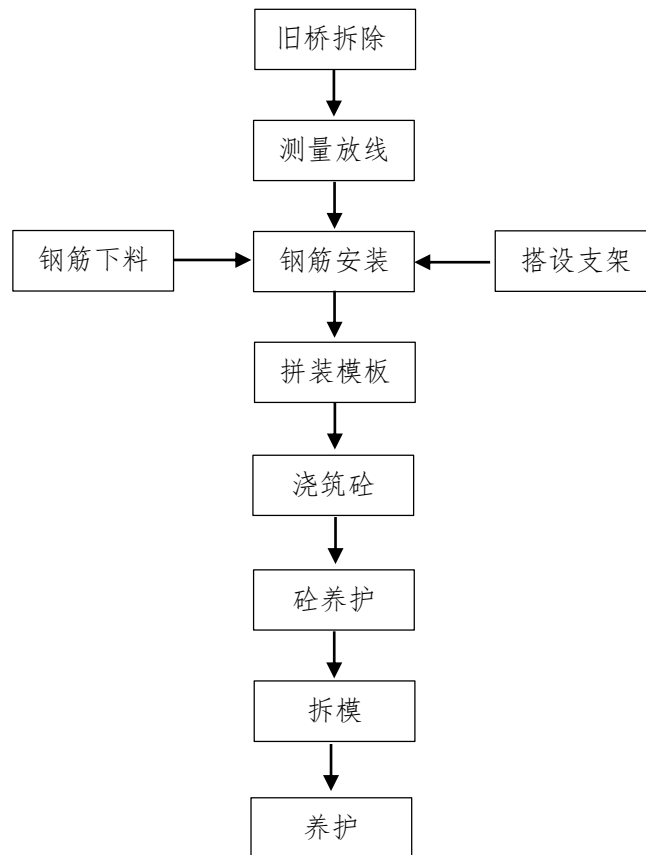 旧桥拆除
测量放线
钢筋下料
钢筋安装
搭设支架
拼装模板
浇筑砼
砼养护
拆模
养护